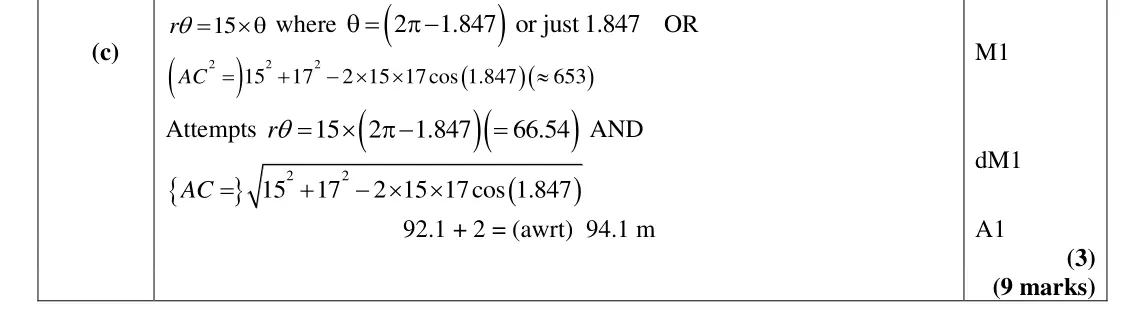 rθ = 15 × θ where θ = (2π − 1.847) or just 1.847 OR
(c)
M1
(AC² =) 15² + 17² − 2 × 15 × 17 cos (1.847) (≈ 653)
Attempts rθ = 15 × (2π − 1.847) (= 66.54) AND
dM1
{AC =} √(15² + 17² − 2 × 15 × 17 cos (1.847))
92.1 + 2 = (awrt) 94.1 m
A1
(3)
(9 marks)